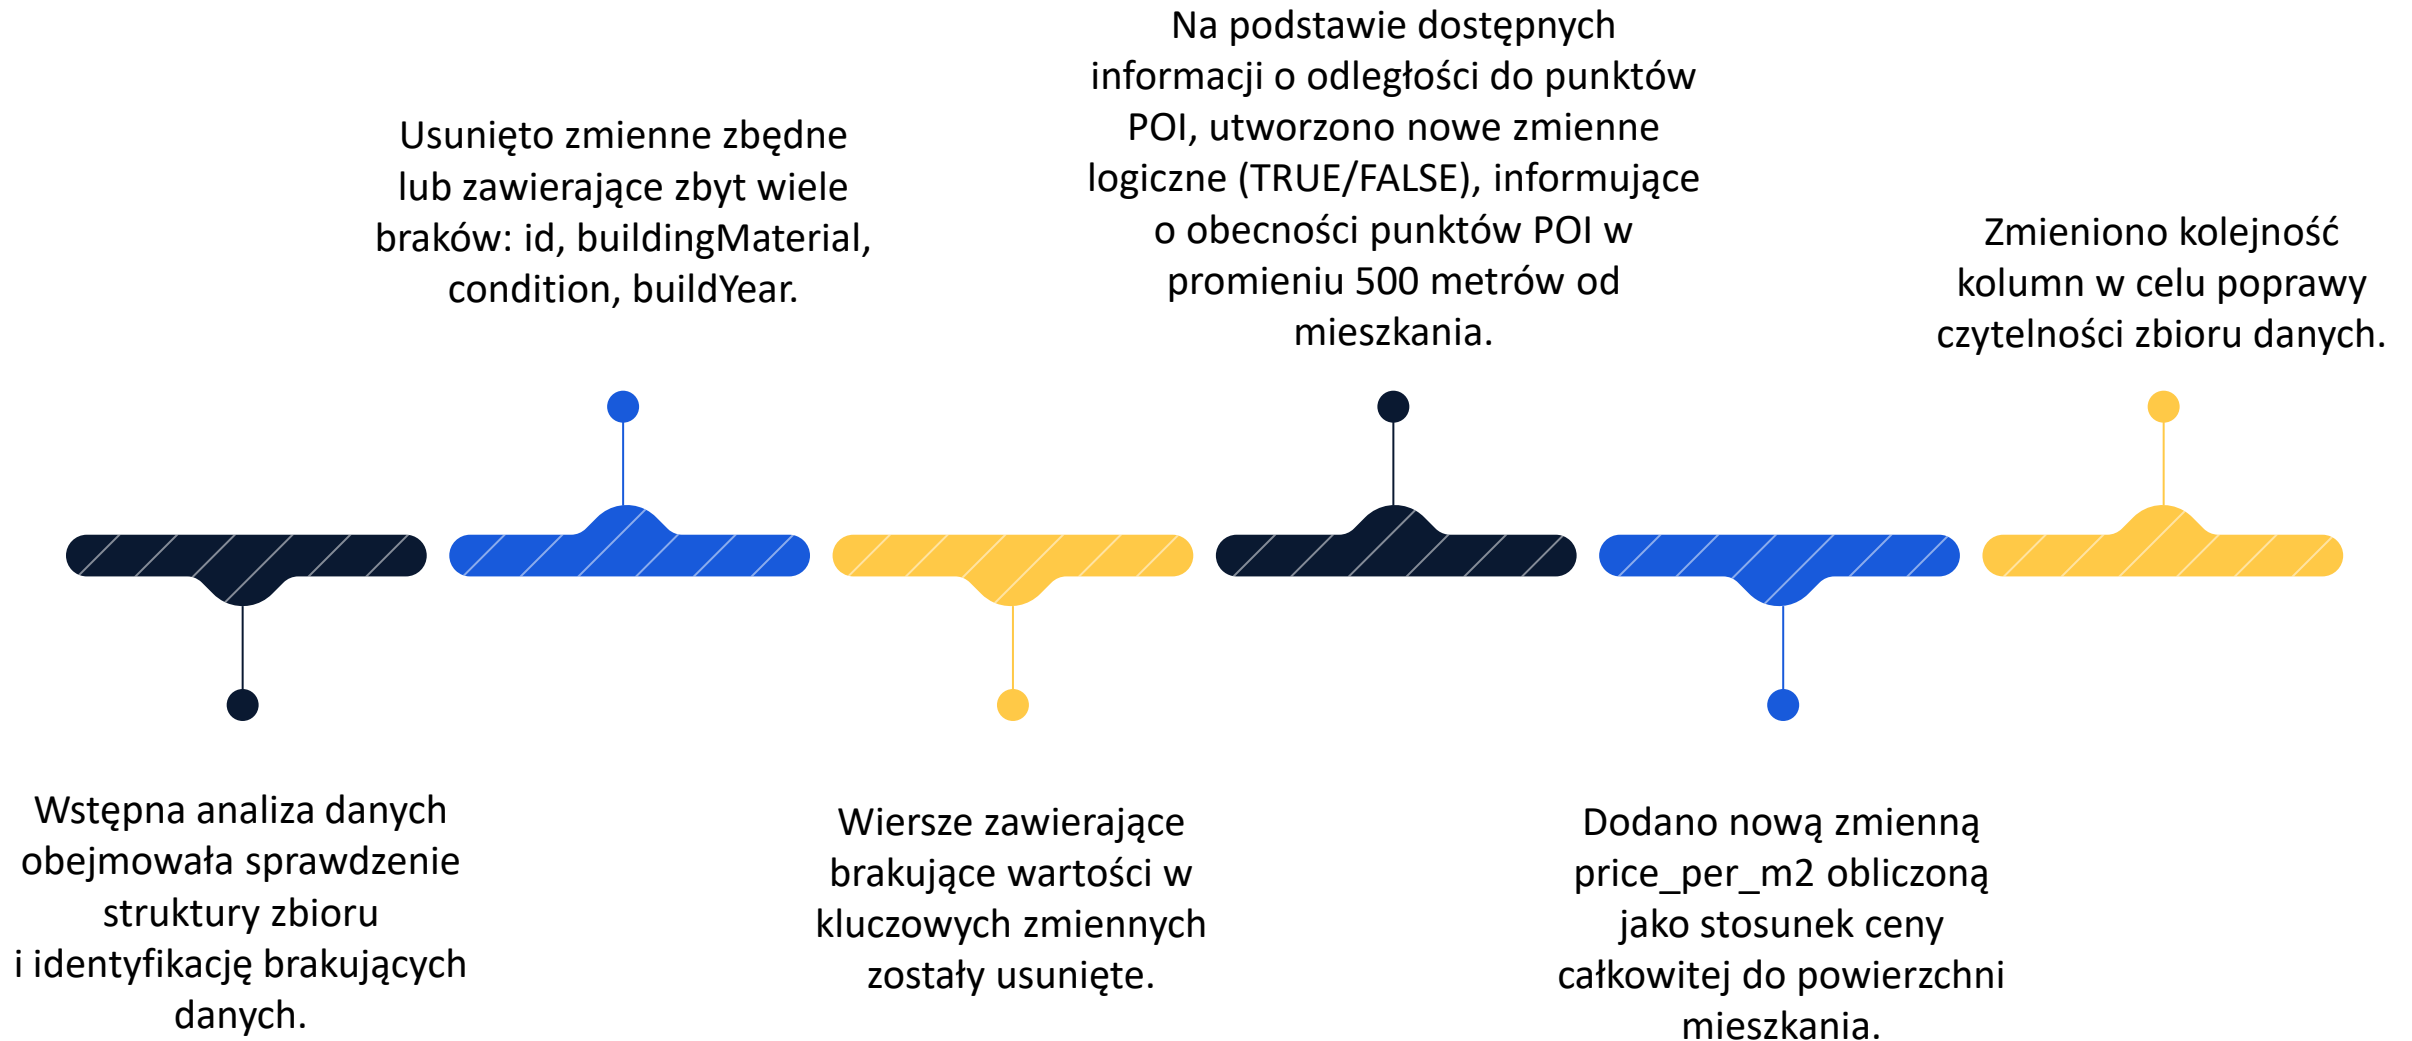 Wstępna analiza danych
obejmowała sprawdzenie
struktury zbioru
i identyfikację brakujących
danych.
Usunięto zmienne zbędne
lub zawierające zbyt wiele
braków: id, buildingMaterial,
condition, buildYear.
Wiersze zawierające
brakujące wartości w
kluczowych zmiennych
zostały usunięte.
Na podstawie dostępnych
informacji o odległości do punktów
POI, utworzono nowe zmienne
logiczne (TRUE/FALSE), informujące
o obecności punktów POI w
promieniu 500 metrów od
mieszkania.
Dodano nową zmienną
price_per_m2 obliczoną
jako stosunek ceny
całkowitej do powierzchni
mieszkania.
Zmieniono kolejność
kolumn w celu poprawy
czytelności zbioru danych.